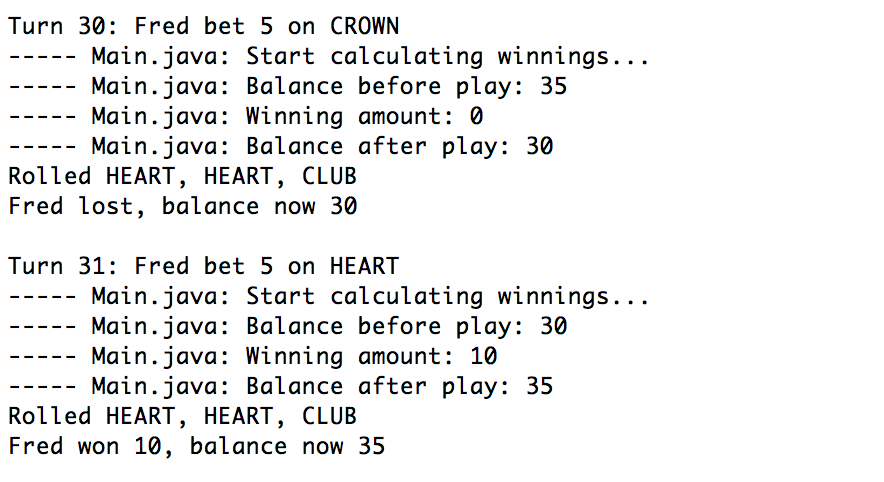 Turn 30: Fred bet 5 on CROWN
----- Main.java: Start calculating winnings...
----- Main.java: Balance before play: 35
----- Main.java: Winning amount: 0
----- Main.java: Balance after play: 30
Rolled HEART, HEART, CLUB
Fred lost, balance now 30

Turn 31: Fred bet 5 on HEART
----- Main.java: Start calculating winnings...
----- Main.java: Balance before play: 30
----- Main.java: Winning amount: 10
----- Main.java: Balance after play: 35
Rolled HEART, HEART, CLUB
Fred won 10, balance now 35